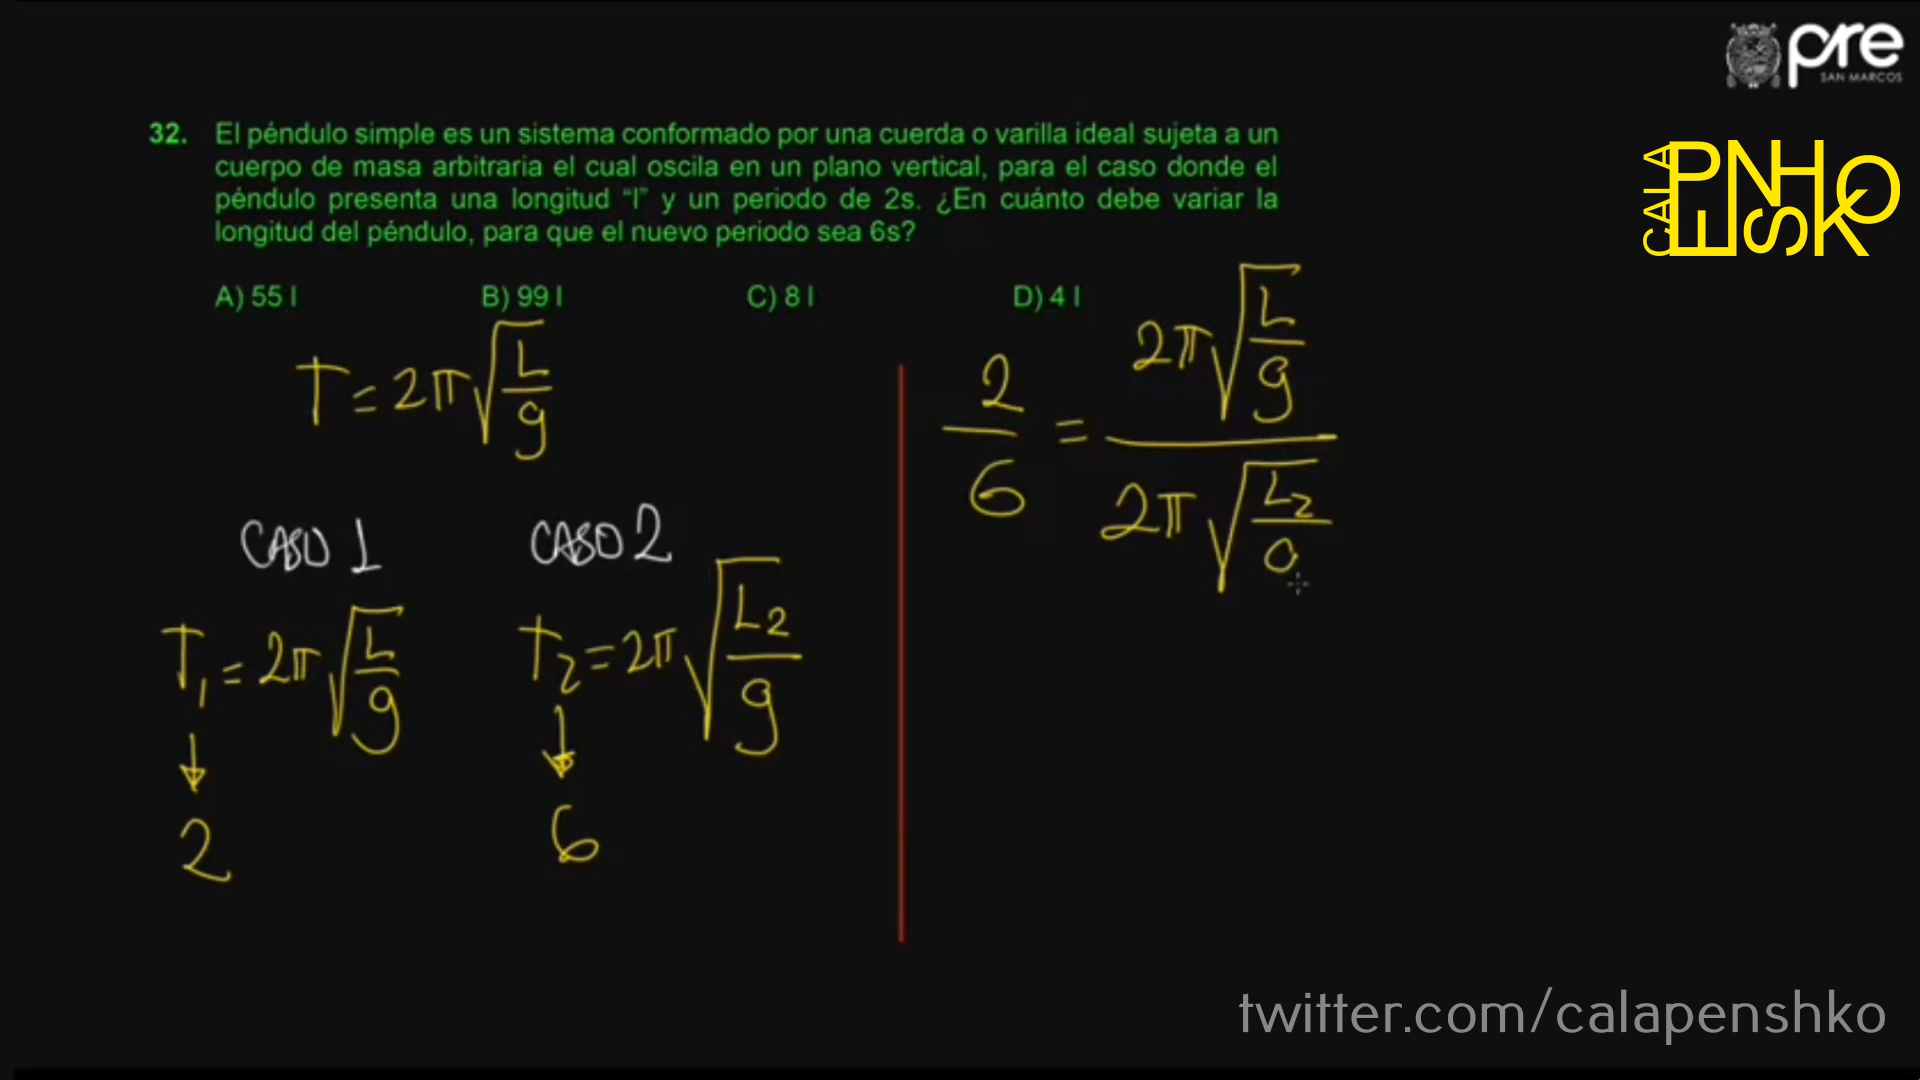 pre
SAN MARCOS
CALA PENSHKO
32. El péndulo simple es un sistema conformado por una cuerda o varilla ideal sujeta a un
cuerpo de masa arbitraria el cual oscila en un plano vertical, para el caso donde el
péndulo presenta una longitud “l” y un periodo de 2s. ¿En cuánto debe variar la
longitud del péndulo, para que el nuevo periodo sea 6s?
A) 55 l B) 99 l C) 8 l D) 4 l
T = 2π√(L/g)
2/6 = 2π√(L/g) / 2π√(L2/
CASO 1 CASO 2
T1 = 2π√(L/g) T2 = 2π√(L2/g)
↓ ↓
2 6
twitter.com/calapenshko